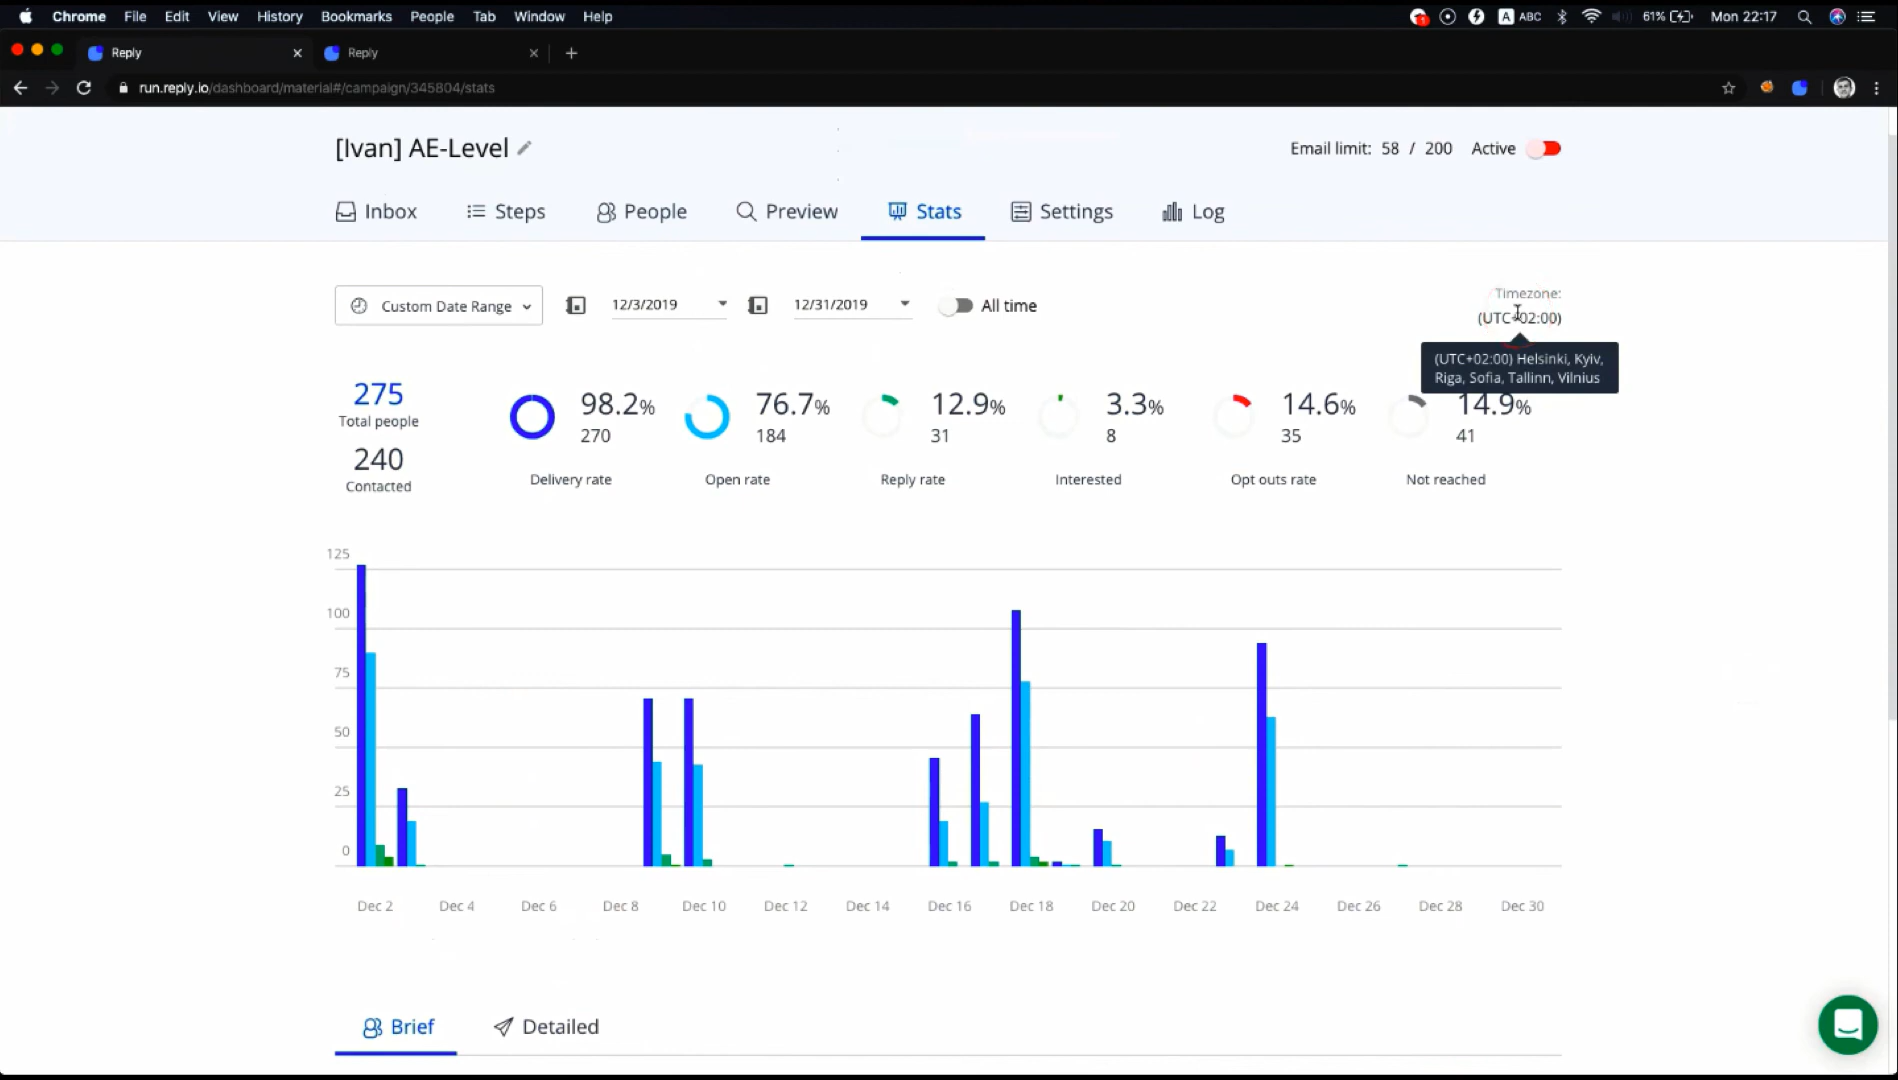 Chrome File Edit View History Bookmarks People Tab Window Help 1 A ABC 61% Mon 22:17
Reply Reply
run.reply.io/dashboard/material#/campaign/345804/stats
[Ivan] AE-Level Email limit: 58 / 200 Active
Inbox Steps People Preview Stats Settings Log
Timezone:
Custom Date Range 12/3/2019 12/31/2019 All time
(UTC+02:00)
(UTC+02:00) Helsinki, Kyiv,
Riga, Sofia, Tallinn, Vilnius
275 98.2% 76.7% 12.9% 3.3% 14.6% 14.9%
Total people 270 184 31 8 35 41
240
Contacted Delivery rate Open rate Reply rate Interested Opt outs rate Not reached
125
100
75
50
25
0
Dec 2 Dec 4 Dec 6 Dec 8 Dec 10 Dec 12 Dec 14 Dec 16 Dec 18 Dec 20 Dec 22 Dec 24 Dec 26 Dec 28 Dec 30
Brief Detailed